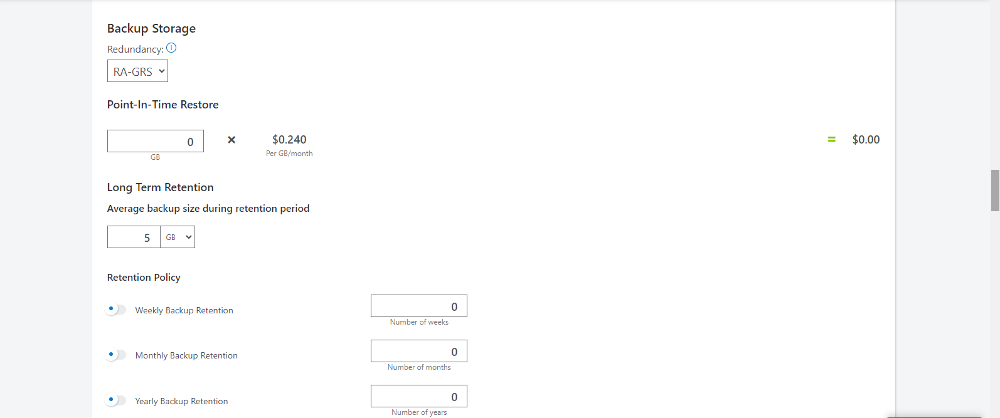 Backup Storage
Redundancy:
RA-GRS
Point-In-Time Restore
0 × $0.240 = $0.00
GB Per GB/month
Long Term Retention
Average backup size during retention period
5 GB
Retention Policy
Weekly Backup Retention 0
Number of weeks
Monthly Backup Retention 0
Number of months
Yearly Backup Retention 0
Number of years